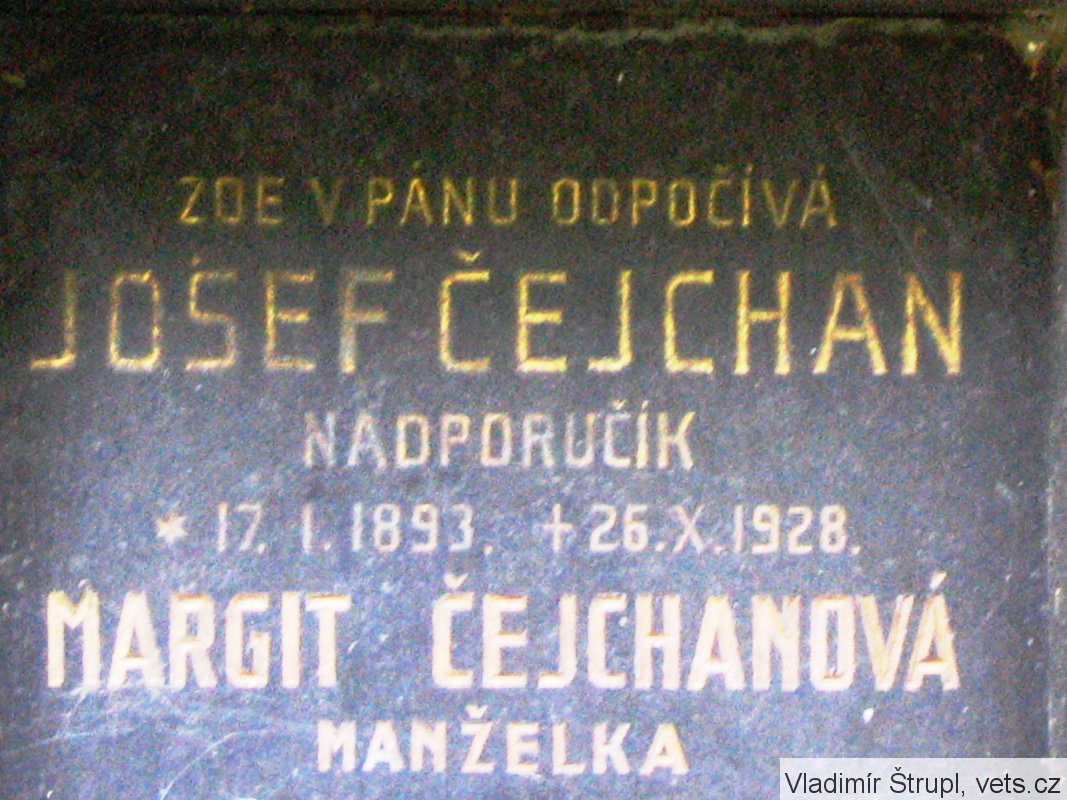 ZDE V PÁNU ODPOČÍVÁ
JOSEF ČEJCHAN
NADPORUČÍK
* 17. I. 1893. + 26. X. 1928.
MARGIT ČEJCHANOVÁ
MANŽELKA
Vladimír Štrupl, vets.cz